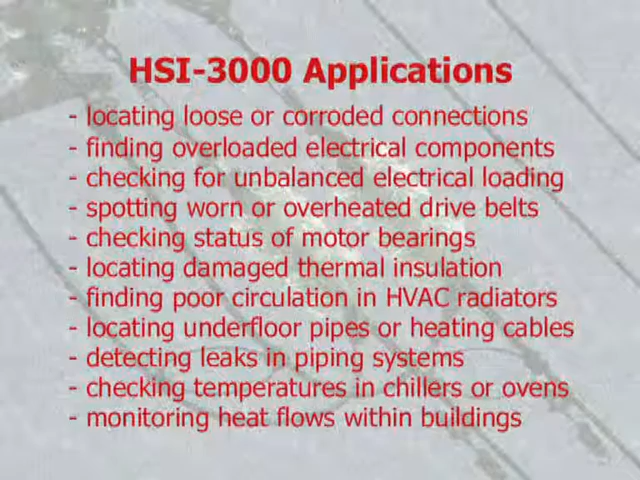 HSI-3000 Applications
- locating loose or corroded connections
- finding overloaded electrical components
- checking for unbalanced electrical loading
- spotting worn or overheated drive belts
- checking status of motor bearings
- locating damaged thermal insulation
- finding poor circulation in HVAC radiators
- locating underfloor pipes or heating cables
- detecting leaks in piping systems
- checking temperatures in chillers or ovens
- monitoring heat flows within buildings